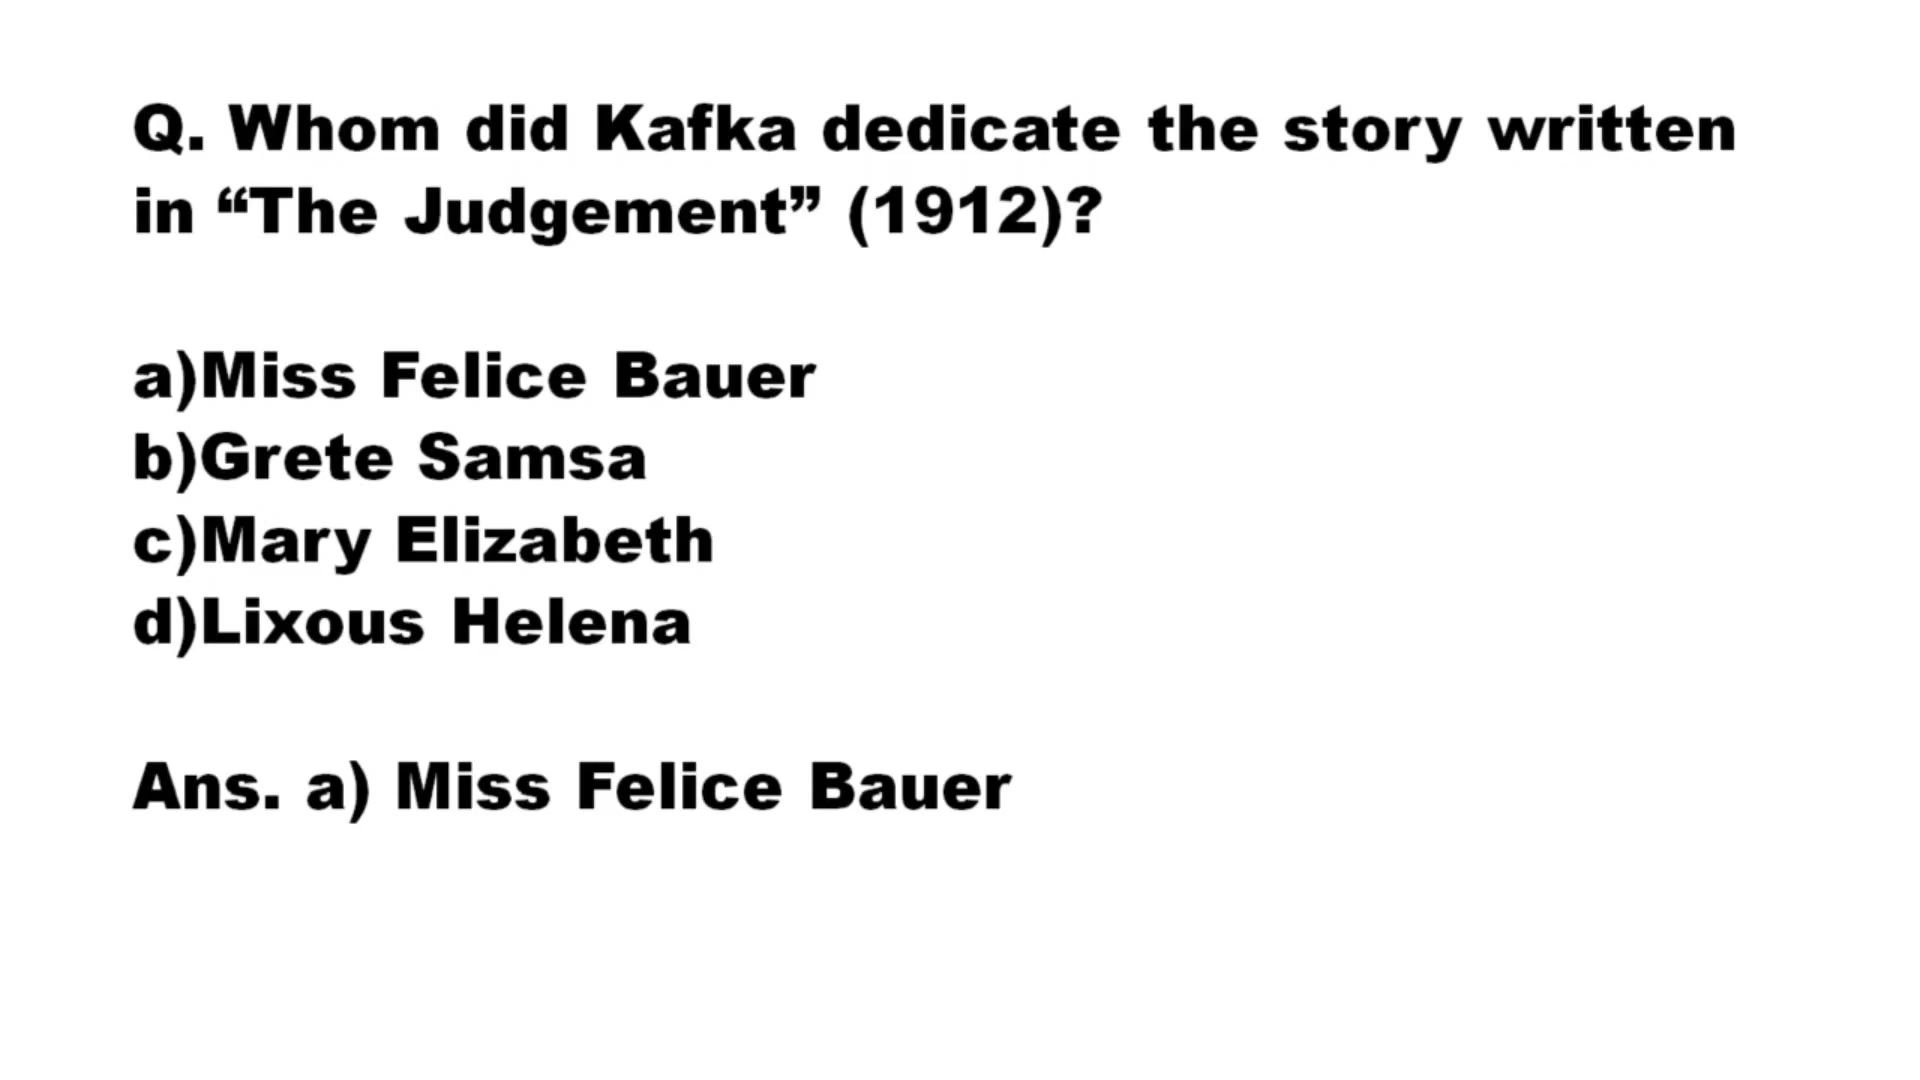 Q. Whom did Kafka dedicate the story written
in “The Judgement” (1912)?
a)Miss Felice Bauer
b)Grete Samsa
c)Mary Elizabeth
d)Lixous Helena
Ans. a) Miss Felice Bauer